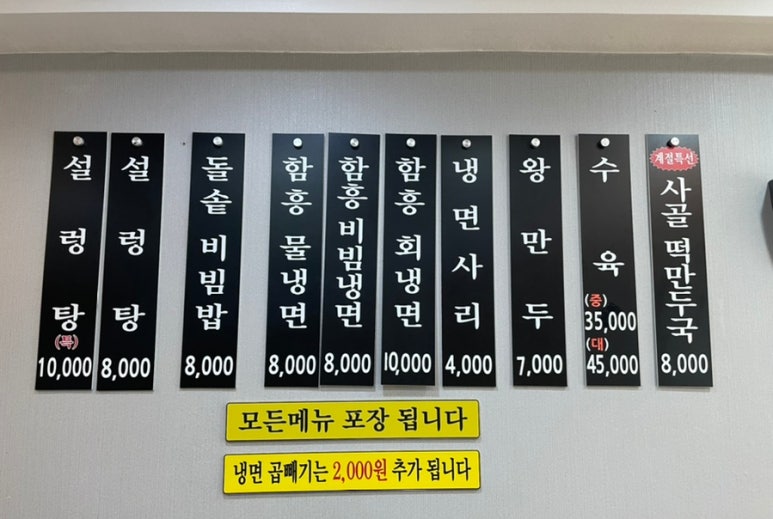 설렁탕
(특)
10,000
설렁탕
8,000
돌솥 비빔밥
8,000
함흥 물냉면
8,000
함흥 비빔냉면
8,000
함흥 회냉면
10,000
냉면사리
4,000
왕만두
7,000
수육
(중)
35,000
(대)
45,000
계절특선
사골 떡만두국
8,000
모든메뉴 포장 됩니다
냉면 곱빼기는 2,000원 추가 됩니다